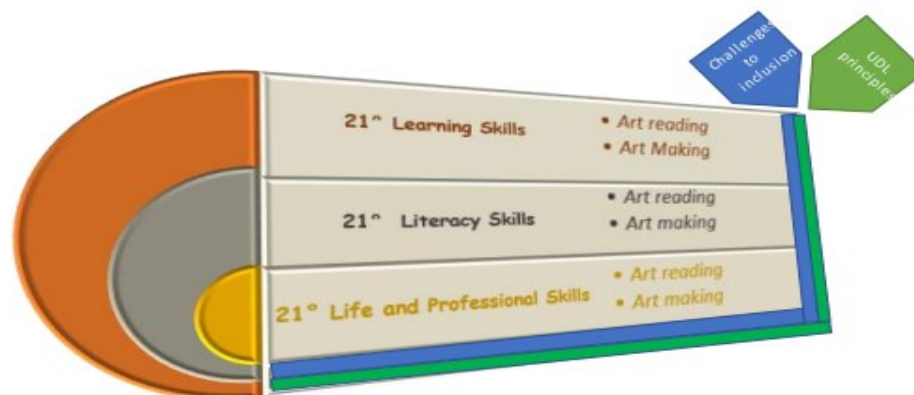 Challenges
to
inclusion
UDL
principles
21^ Learning Skills
• Art reading
• Art Making
21^ Literacy Skills
• Art reading
• Art making
21° Life and Professional Skills
• Art reading
• Art making